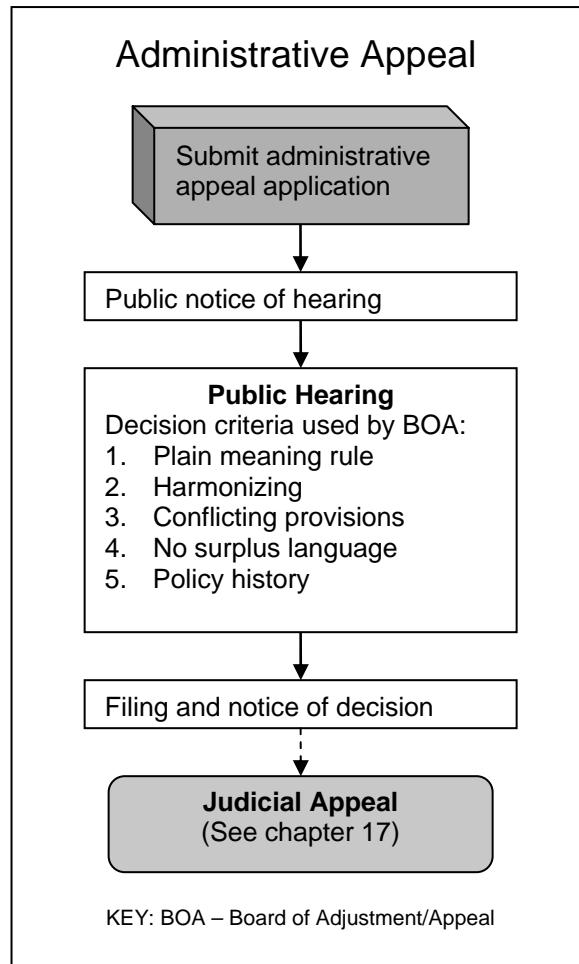 Administrative Appeal
Submit administrative
appeal application
Public notice of hearing
Public Hearing
Decision criteria used by BOA:
1. Plain meaning rule
2. Harmonizing
3. Conflicting provisions
4. No surplus language
5. Policy history
Filing and notice of decision
Judicial Appeal
(See chapter 17)
KEY: BOA – Board of Adjustment/Appeal